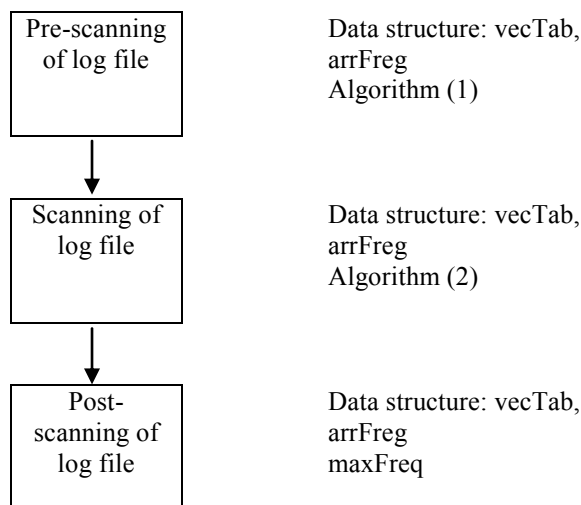 Pre-scanning
of log file
Data structure: vecTab,
arrFreg
Algorithm (1)
Scanning of
log file
Data structure: vecTab,
arrFreg
Algorithm (2)
Post-
scanning of
log file
Data structure: vecTab,
arrFreg
maxFreq